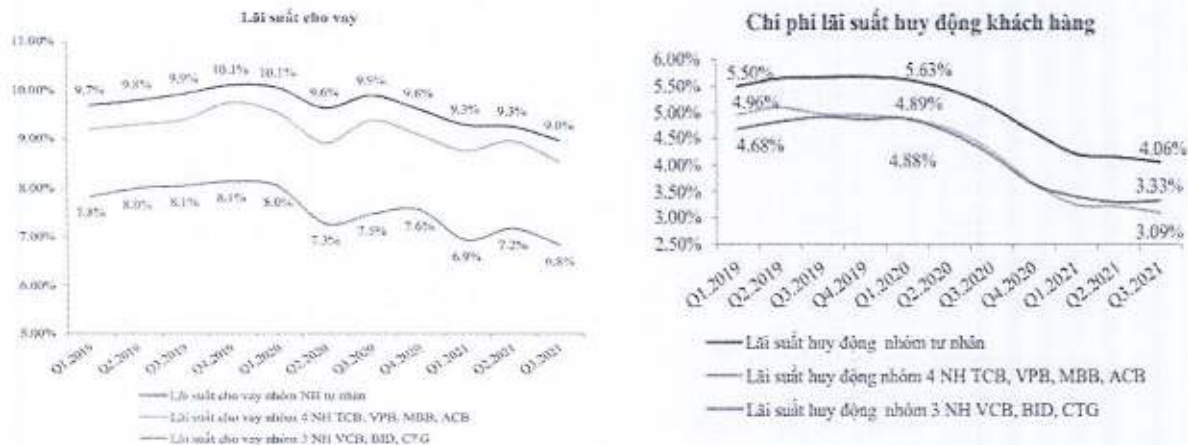 Lãi suất cho vay
11.00%
10.00%
9.00%
8.00%
7.00%
6.00%
5.00%
9.7%
9.8%
9.9%
10.1%
10.1%
9.6%
9.9%
9.6%
9.3%
9.3%
9.0%
7.8%
8.0%
8.1%
8.1%
8.0%
7.3%
7.5%
7.6%
6.9%
7.2%
6.8%
Q1.2019
Q2.2019
Q3.2019
Q4.2019
Q1.2020
Q2.2020
Q3.2020
Q4.2020
Q1.2021
Q2.2021
Q3.2021
Lãi suất cho vay nhóm NH tư nhân
Lãi suất cho vay nhóm 4 NH TCB, VPB, MBB, ACB
Lãi suất cho vay nhóm 3 NH VCB, BID, CTG
Chi phí lãi suất huy động khách hàng
6.00%
5.50%
5.00%
4.50%
4.00%
3.50%
3.00%
2.50%
5.50%
5.63%
4.96%
4.89%
4.68%
4.88%
4.06%
3.33%
3.09%
Q1.2019
Q2.2019
Q3.2019
Q4.2019
Q1.2020
Q2.2020
Q3.2020
Q4.2020
Q1.2021
Q2.2021
Q3.2021
Lãi suất huy động nhóm tư nhân
Lãi suất huy động nhóm 4 NH TCB, VPB, MBB, ACB
Lãi suất huy động nhóm 3 NH VCB, BID, CTG